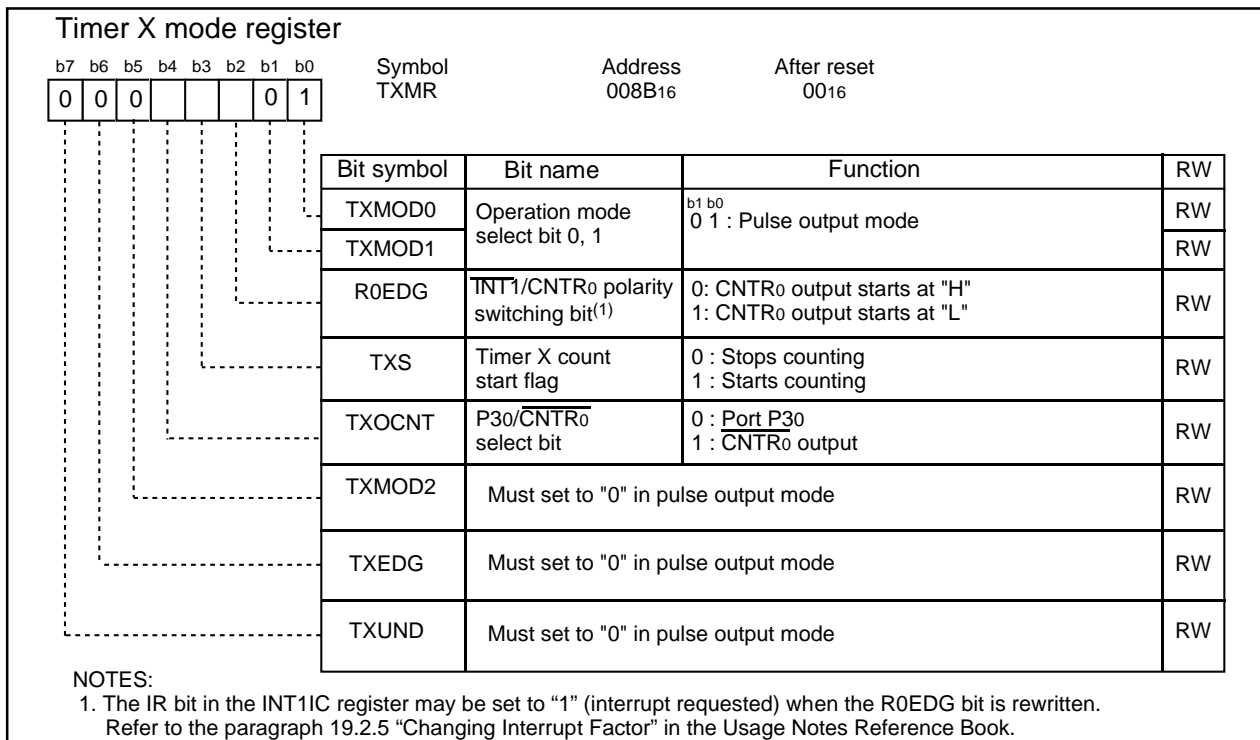 Timer X mode register
b7 b6 b5 b4 b3 b2 b1 b0
Symbol Address After reset
0 0 0 0 1
TXMR 008B16 0016
Bit symbol Bit name Function RW
TXMOD0 Operation mode select bit 0, 1 b1 b0
0 1 : Pulse output mode RW
TXMOD1 RW
R0EDG INT1/CNTR0 polarity
switching bit(1) 0: CNTR0 output starts at "H"
1: CNTR0 output starts at "L" RW
TXS Timer X count
start flag 0 : Stops counting
1 : Starts counting RW
TXOCNT P30/CNTR0
select bit 0 : Port P30
1 : CNTR0 output RW
TXMOD2 Must set to "0" in pulse output mode RW
TXEDG Must set to "0" in pulse output mode RW
TXUND Must set to "0" in pulse output mode RW
NOTES:
1. The IR bit in the INT1IC register may be set to “1” (interrupt requested) when the R0EDG bit is rewritten.
Refer to the paragraph 19.2.5 “Changing Interrupt Factor” in the Usage Notes Reference Book.